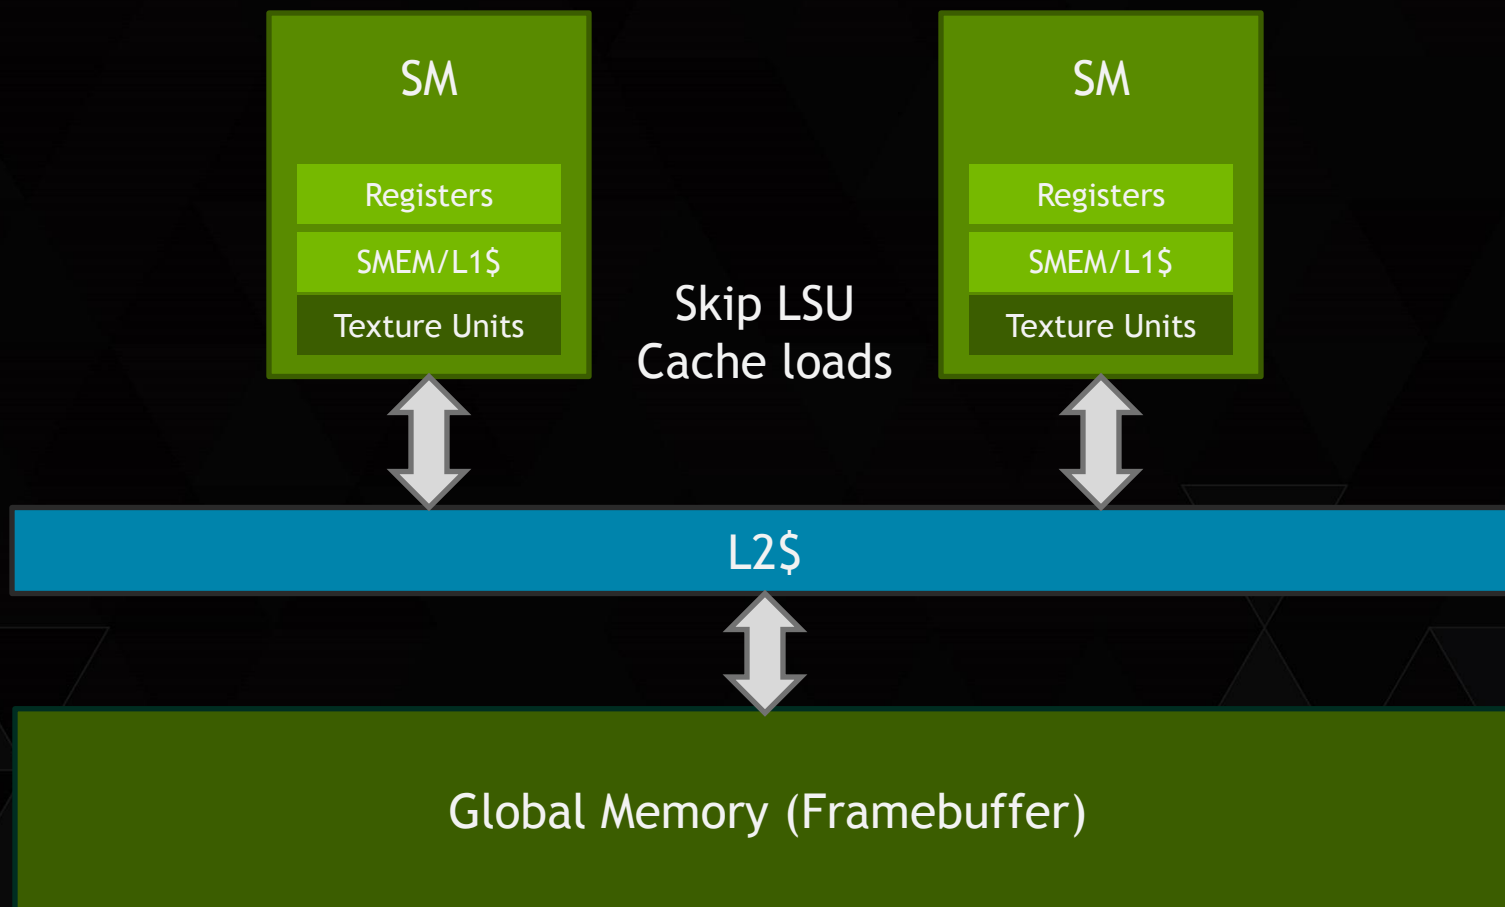 SM
Registers
SMEM/L1$
Texture Units
Skip LSU
Cache loads
SM
Registers
SMEM/L1$
Texture Units
L2$
Global Memory (Framebuffer)